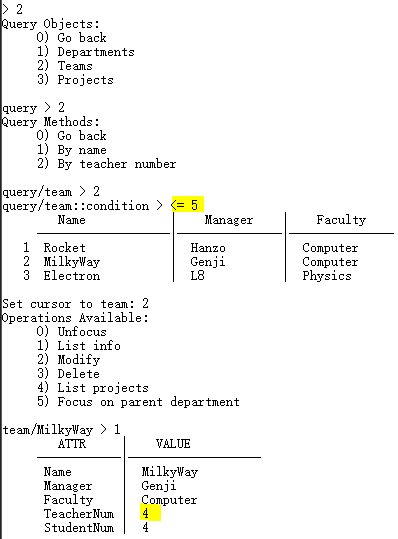 > 2
Query Objects:
0) Go back
1) Departments
2) Teams
3) Projects
query > 2
Query Methods:
0) Go back
1) By name
2) By teacher number
query/team > 2
query/team::condition > <= 5
Name Manager Faculty
1 Rocket Hanzo Computer
2 MilkyWay Genji Computer
3 Electron L8 Physics
Set cursor to team: 2
Operations Available:
0) Unfocus
1) List info
2) Modify
3) Delete
4) List projects
5) Focus on parent department
team/MilkyWay > 1
ATTR VALUE
Name MilkyWay
Manager Genji
Faculty Computer
TeacherNum 4
StudentNum 4